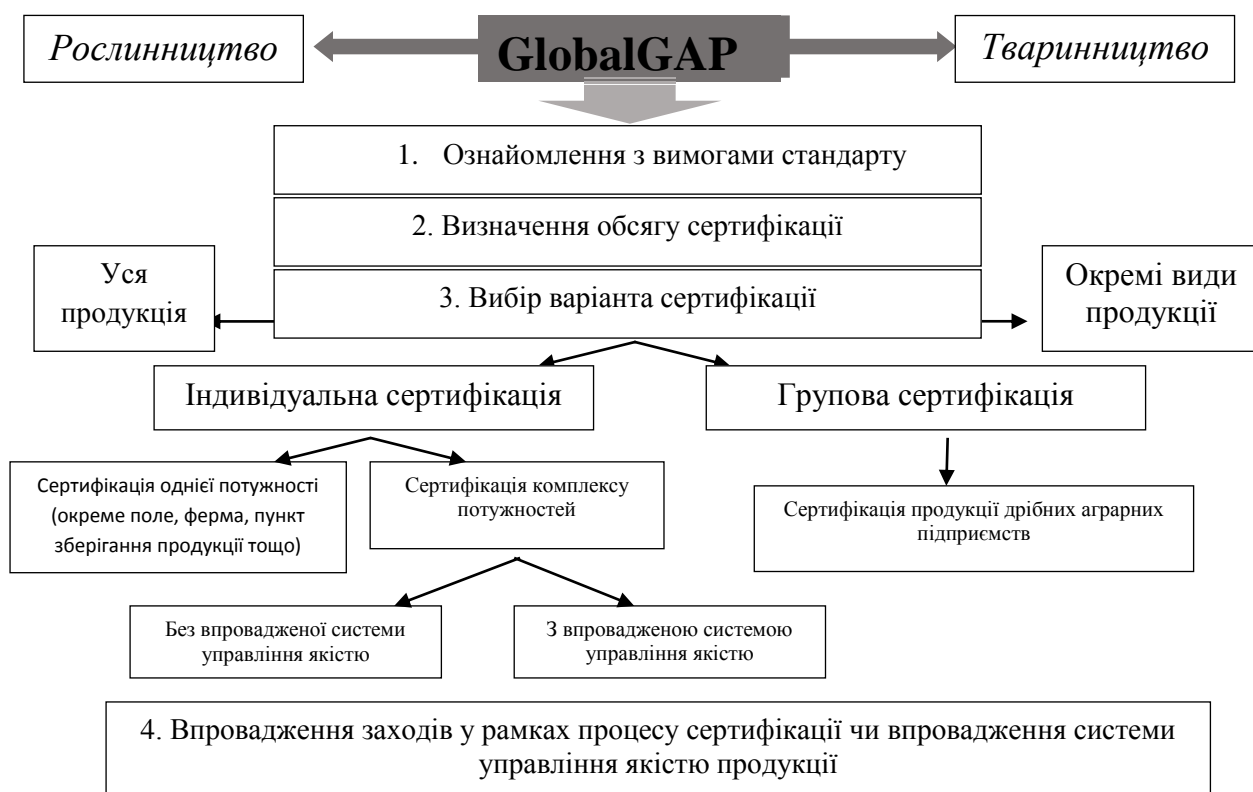 Рослинництво
GlobalGAP
Тваринництво
1. Ознайомлення з вимогами стандарту
2. Визначення обсягу сертифікації
Уся
продукція
3. Вибір варіанта сертифікації
Окремі види
продукції
Індивідуальна сертифікація
Групова сертифікація
Сертифікація однієї потужності
(окреме поле, ферма, пункт
зберігання продукції тощо)
Сертифікація комплексу
потужностей
Сертифікація продукції дрібних аграрних
підприємств
Без впровадженої системи
управління якістю
З впровадженою системою
управління якістю
4. Впровадження заходів у рамках процесу сертифікації чи впровадження системи
управління якістю продукції